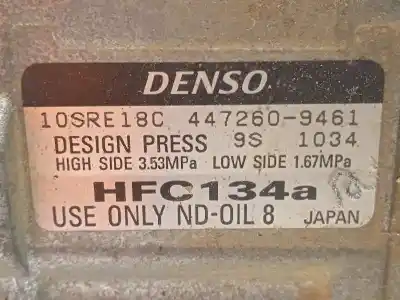 DENSO
10SRE18C 447260-9461
DESIGN PRESS 9S 1034
HIGH SIDE 3.53MPa LOW SIDE 1.67MPa
HFC134a
USE ONLY ND-OIL 8 JAPAN